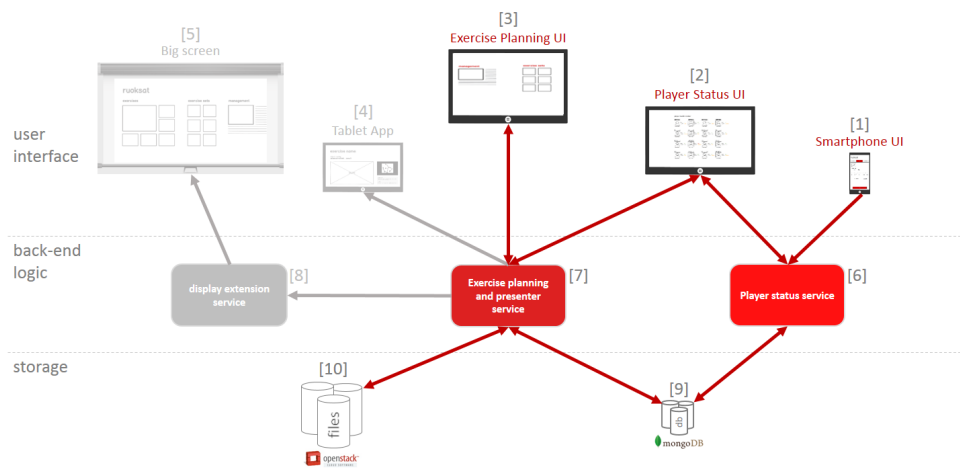 [3]
Exercise Planning UI
[5]
Big screen
ruoksat
[2]
Player Status UI
[4]
Tablet App
[1]
Smartphone UI
user
interface
back-end
logic
[8]
display extension
service
[7]
Exercise planning
and presenter
service
[6]
Player status service
storage
[10]
files
openstack
[9]
db
mongoDB